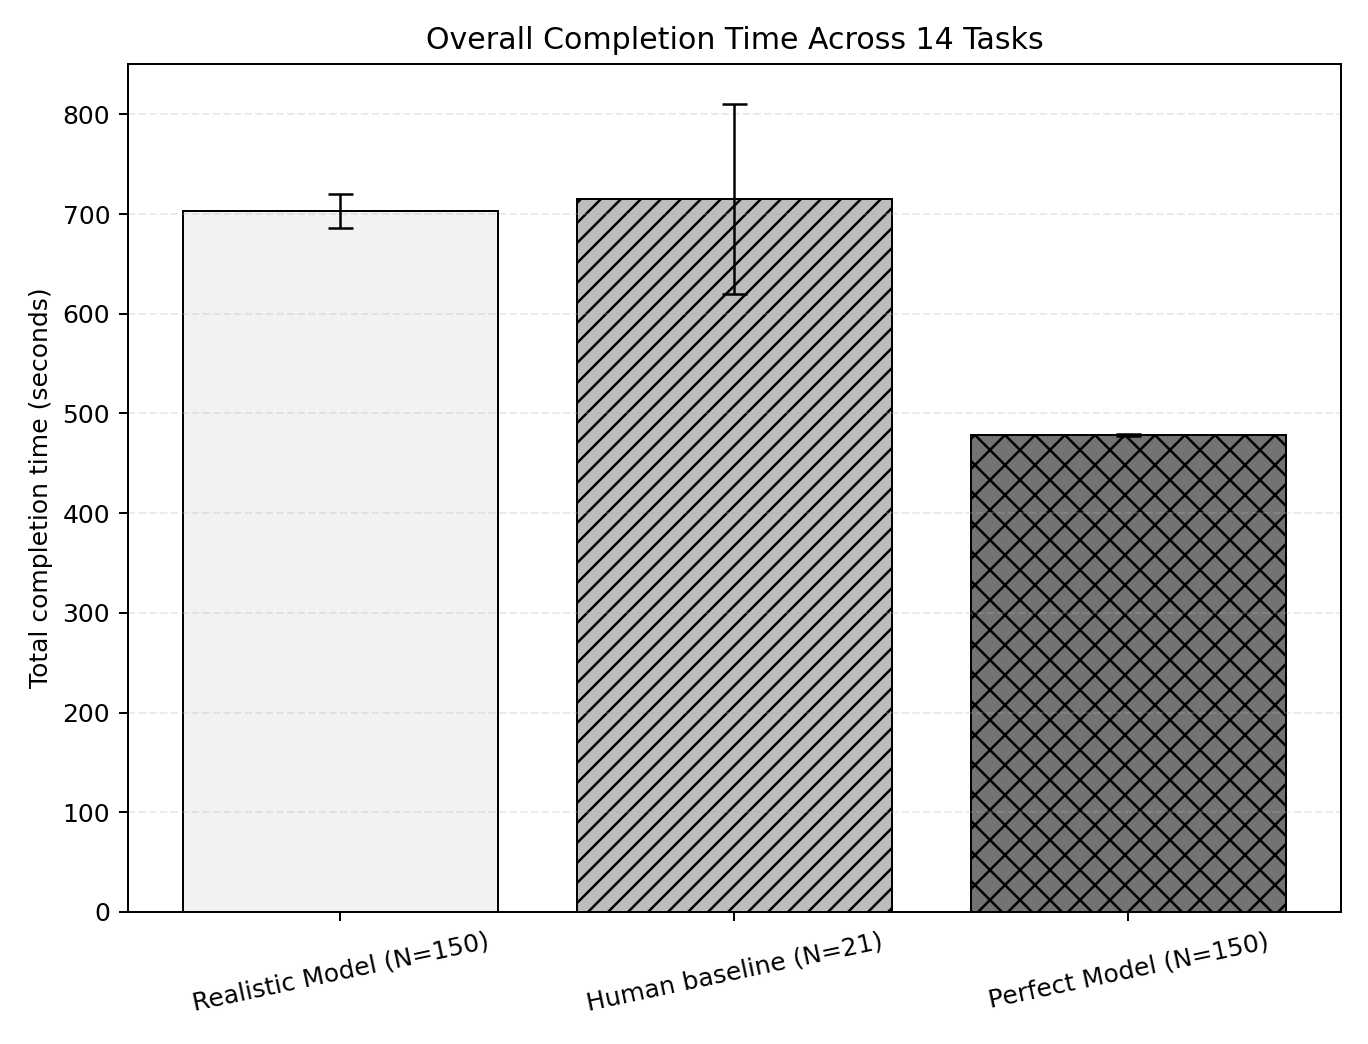 Overall Completion Time Across 14 Tasks
Total completion time (seconds)
800
700
600
500
400
300
200
100
0
Realistic Model (N=150)
Human baseline (N=21)
Perfect Model (N=150)